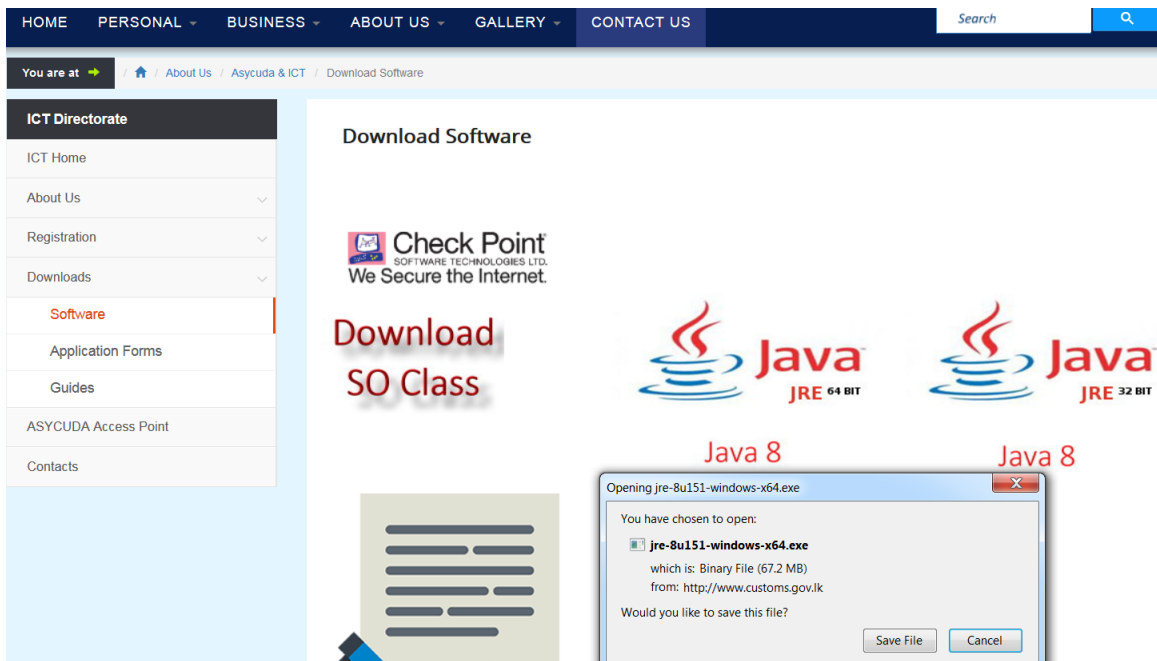 HOME PERSONAL BUSINESS ABOUT US GALLERY CONTACT US Search
You are at / / About Us / Asycuda & ICT / Download Software
ICT Directorate
ICT Home
About Us
Registration
Downloads
Software
Application Forms
Guides
ASYCUDA Access Point
Contacts
Download Software
Check Point
SOFTWARE TECHNOLOGIES LTD.
We Secure the Internet.
Download
SO Class
Java
JRE 64 BIT
Java 8
Java
JRE 32 BIT
Java 8
Opening jre-8u151-windows-x64.exe
You have chosen to open:
jre-8u151-windows-x64.exe
which is: Binary File (67.2 MB)
from: http://www.customs.gov.lk
Would you like to save this file?
Save File Cancel